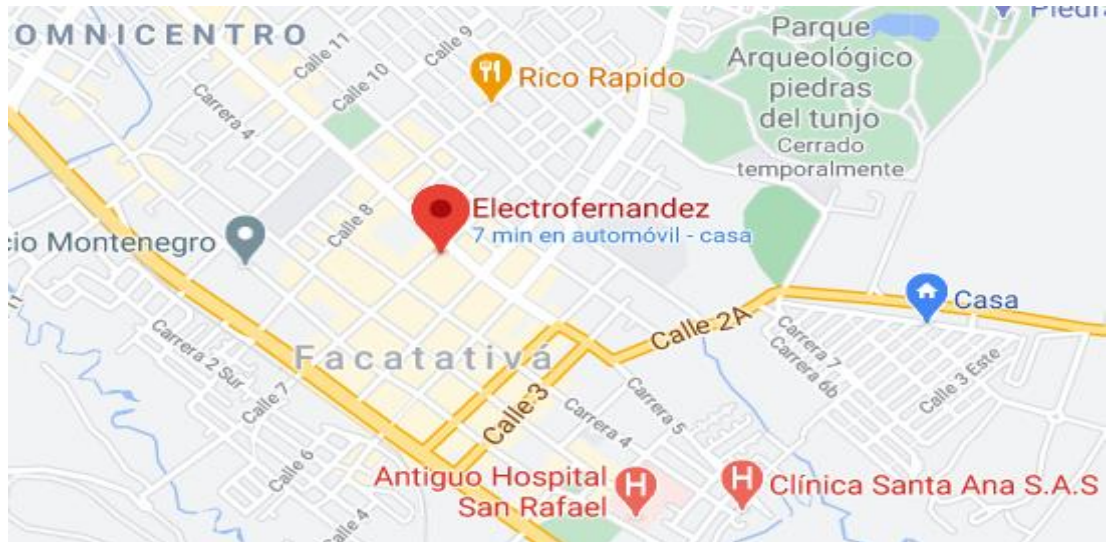 OMNICENTRO
Calle 11
Calle 10
Calle 9
Carrera 4
Rico Rapido
Parque
Arqueológico
piedras
del tunjo
Cerrado
temporalmente
Calle 8
Electrofernandez
7 min en automóvil - casa
cio Montenegro
Casa
Calle 2A
Facatativá
Carrera 2 Sur
Calle 7
Carrera 7
Carrera 6b
Calle 3 Este
Calle 3
Carrera 4
Carrera 5
Calle 6
Calle 4
Antiguo Hospital
San Rafael
H
H
Clínica Santa Ana S.A.S